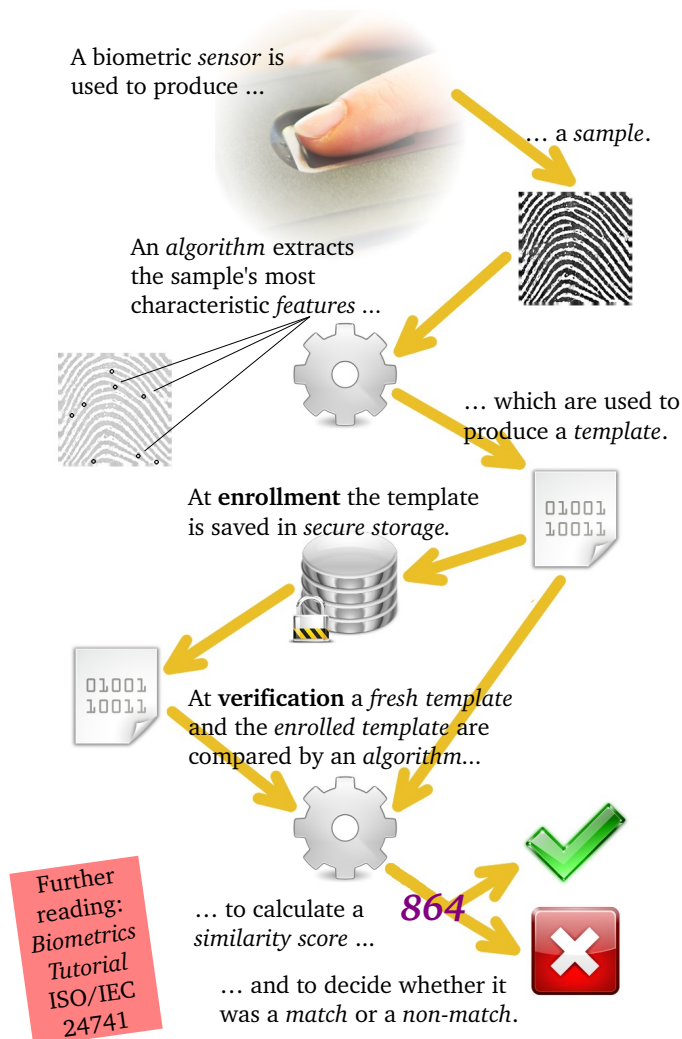 A biometric sensor is
used to produce ...
... a sample.
An algorithm extracts
the sample's most
characteristic features ...
... which are used to
produce a template.
01001
10011
At enrollment the template
is saved in secure storage.
01001
10011
At verification a fresh template
and the enrolled template are
compared by an algorithm...
864
... to calculate a
similarity score ...
... and to decide whether it
was a match or a non-match.
Further
reading:
Biometrics
Tutorial
ISO/IEC
24741